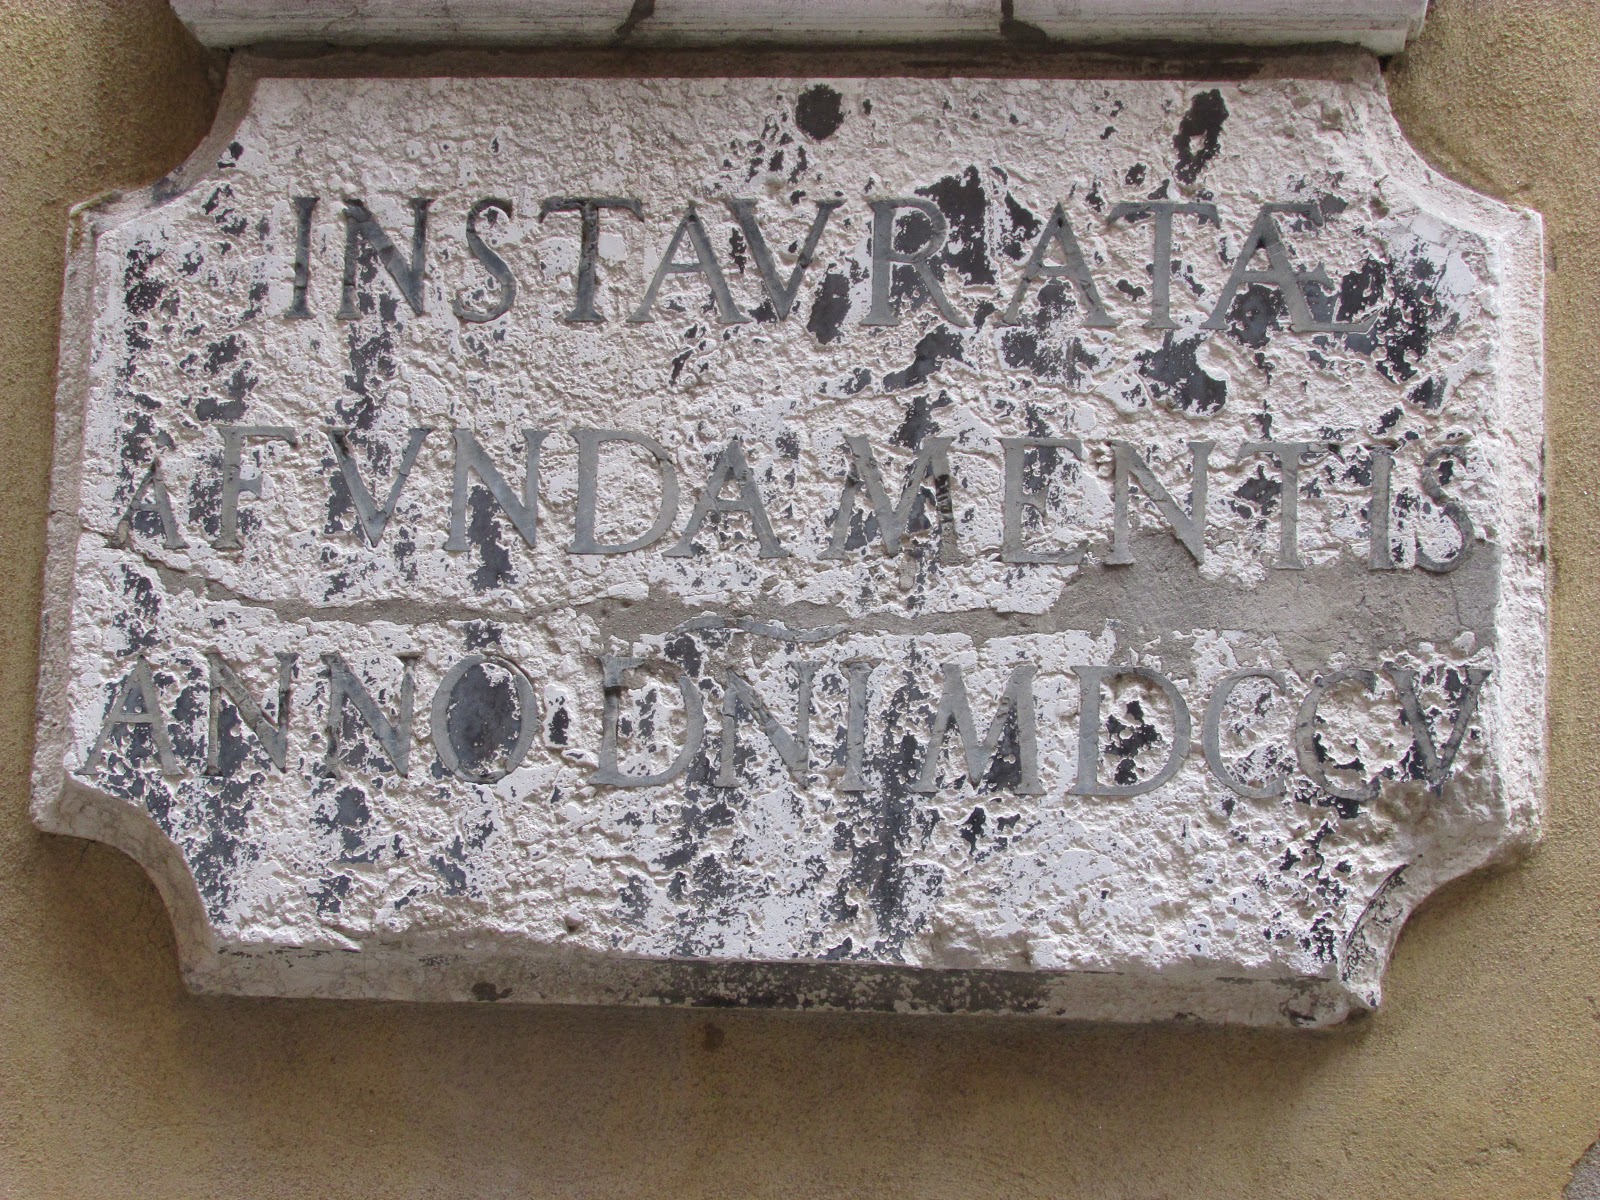 INSTAVRATÆ
A FVNDAMENTIS
ANNO DNI MDCCV